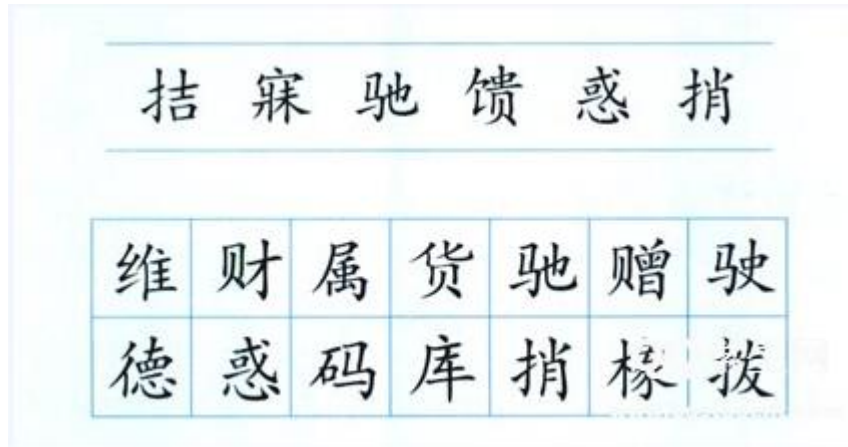 拮 寐 驰 馈 惑 捎
维 财 属 货 驰 赠 驶
德 惑 码 库 捎 橡 拨